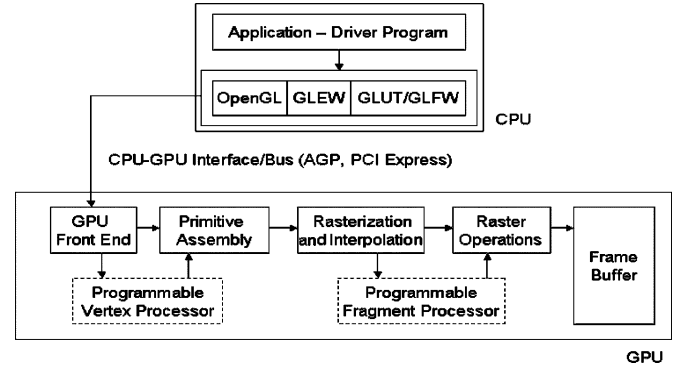 Application – Driver Program
OpenGL GLEW GLUT/GLFW
CPU
CPU-GPU Interface/Bus (AGP, PCI Express)
GPU
Front End
Primitive
Assembly
Rasterization
and Interpolation
Raster
Operations
Frame
Buffer
Programmable
Vertex Processor
Programmable
Fragment Processor
GPU